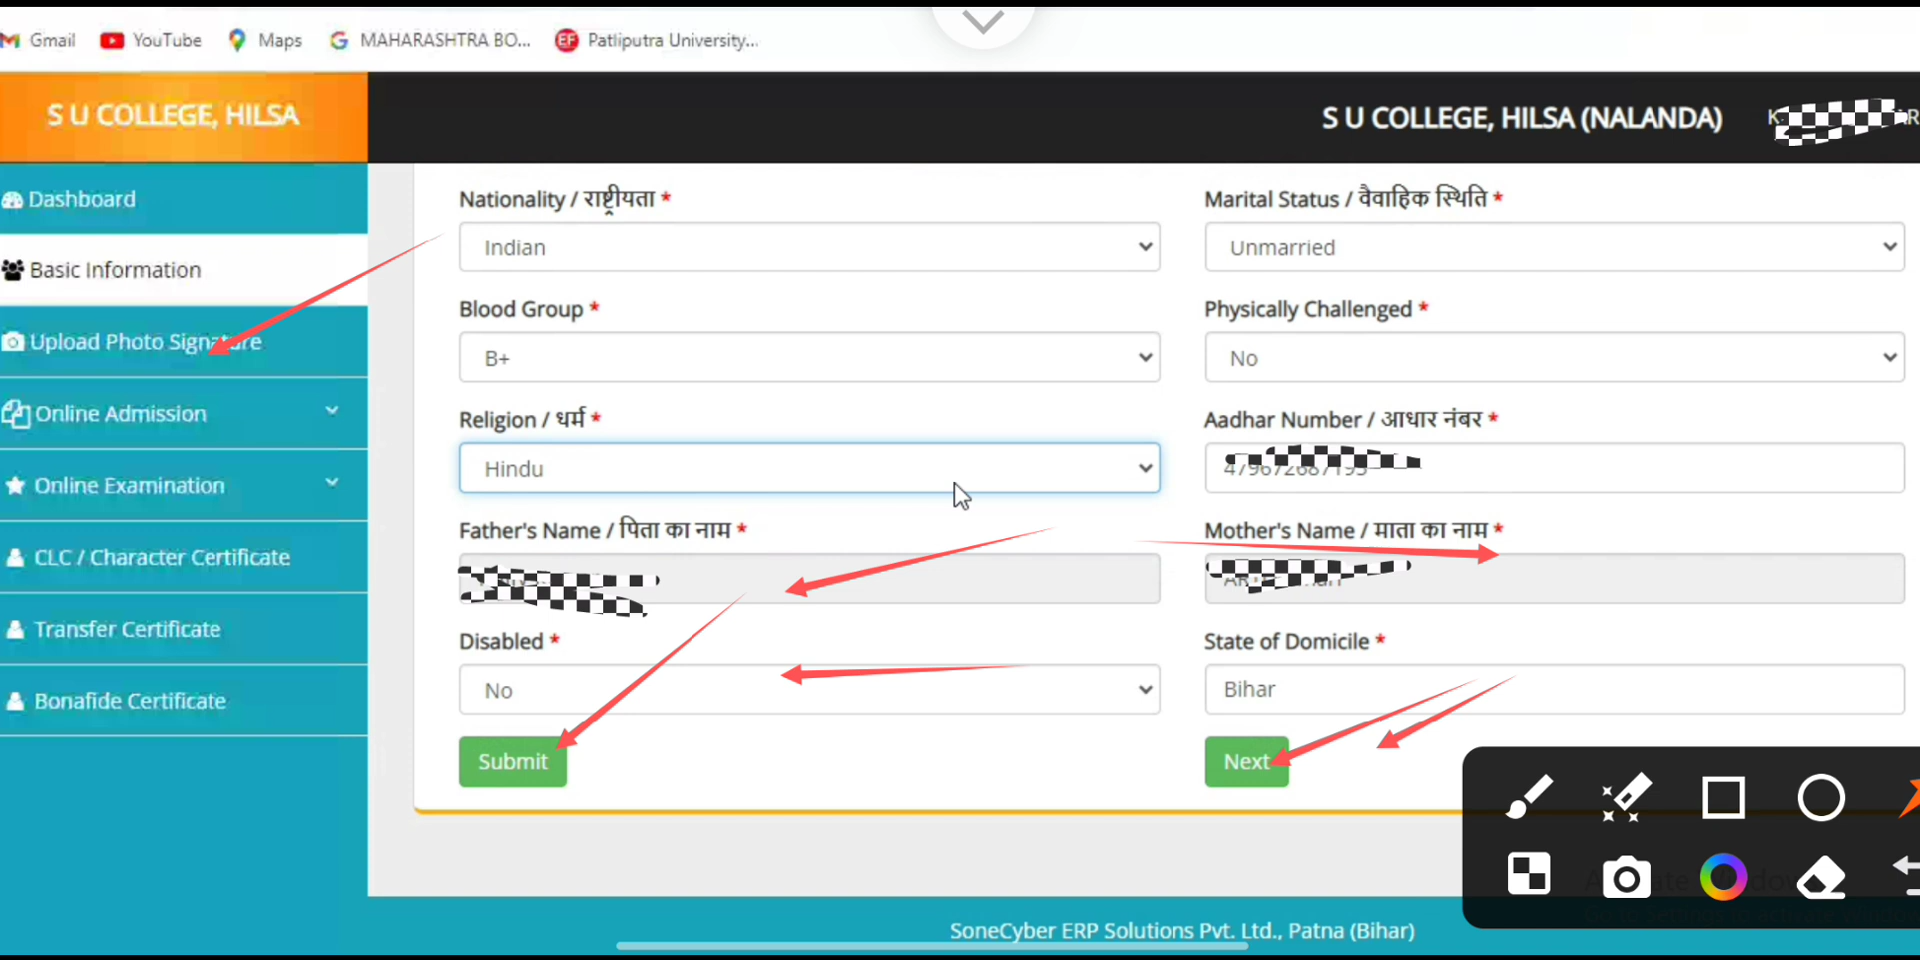 Gmail YouTube Maps MAHARASHTRA BO... Patliputra University...
S U COLLEGE, HILSA
S U COLLEGE, HILSA (NALANDA)
Dashboard
Basic Information
Upload Photo Signature
Online Admission
Online Examination
CLC / Character Certificate
Transfer Certificate
Bonafide Certificate
Nationality / राष्ट्रीयता *
Indian
Marital Status / वैवाहिक स्थिति *
Unmarried
Blood Group *
B+
Physically Challenged *
No
Religion / धर्म *
Hindu
Aadhar Number / आधार नंबर *
Father's Name / पिता का नाम *
Mother's Name / माता का नाम *
Disabled *
No
State of Domicile *
Bihar
Submit
Next
SoneCyber ERP Solutions Pvt. Ltd., Patna (Bihar)